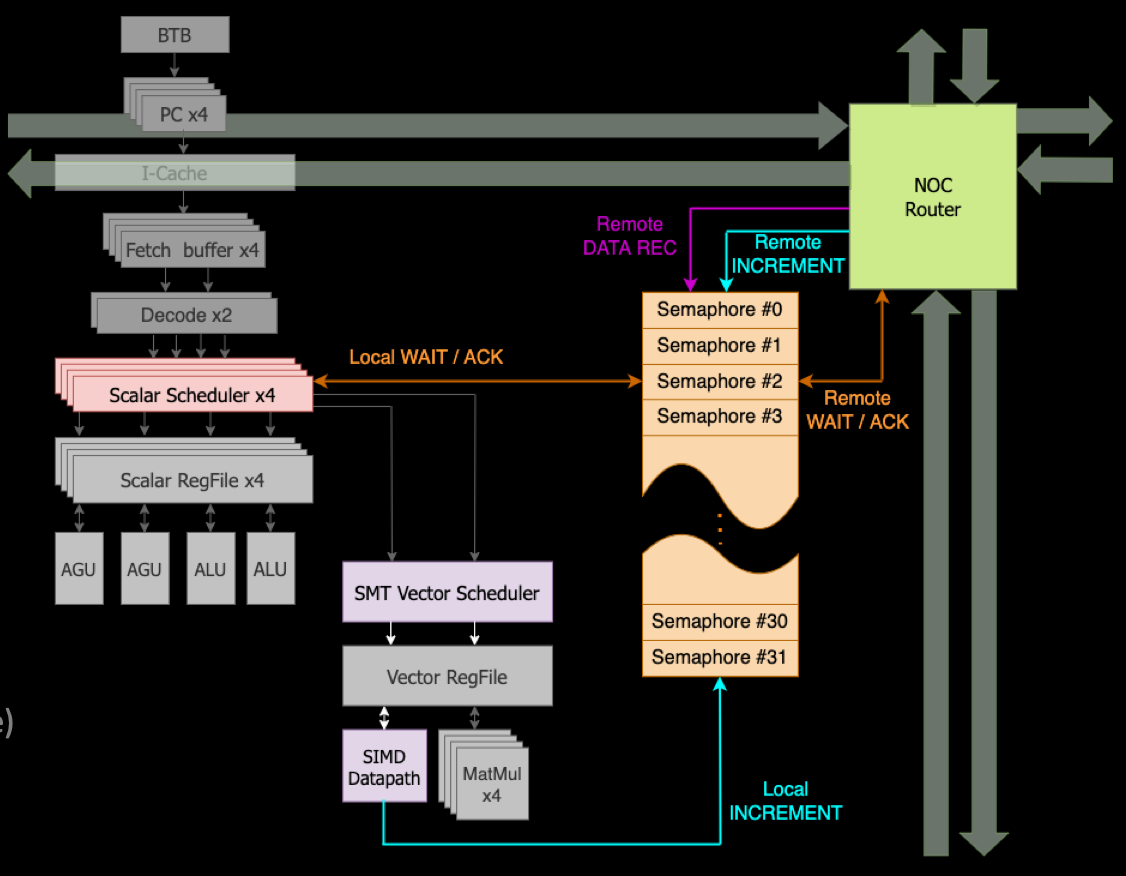 BTB
PC x4
I-Cache
NOC
Router
Remote
DATA REC
Remote
INCREMENT
Fetch buffer x4
Decode x2
Semaphore #0
Semaphore #1
Local WAIT / ACK
Semaphore #2
Scalar Scheduler x4
Remote
WAIT / ACK
Semaphore #3
Scalar RegFile x4
AGU
AGU
ALU
ALU
SMT Vector Scheduler
Semaphore #30
Semaphore #31
Vector RegFile
e)
SIMD
Datapath
MatMul
x4
Local
INCREMENT